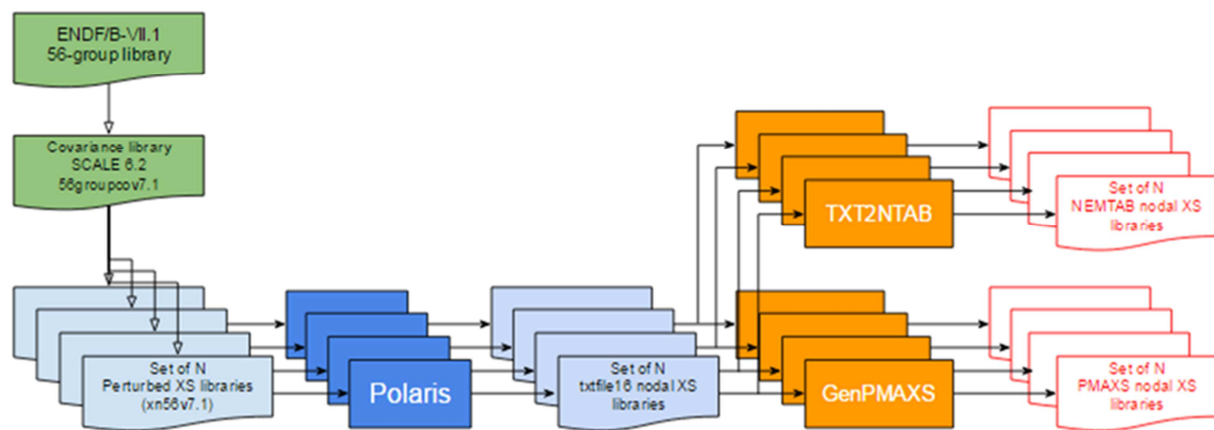 ENDF/B-VII.1
56-group library
Covariance library
SCALE 6.2
56groupcov7.1
Set of N
Perturbed XS libraries
(xn56v7.1)
Polaris
Set of N
txtfile16 nodal XS
libraries
TXT2NTAB
Set of N
NEMTAB nodal XS
libraries
GenPMAXS
Set of N
PMAXS nodal XS
libraries